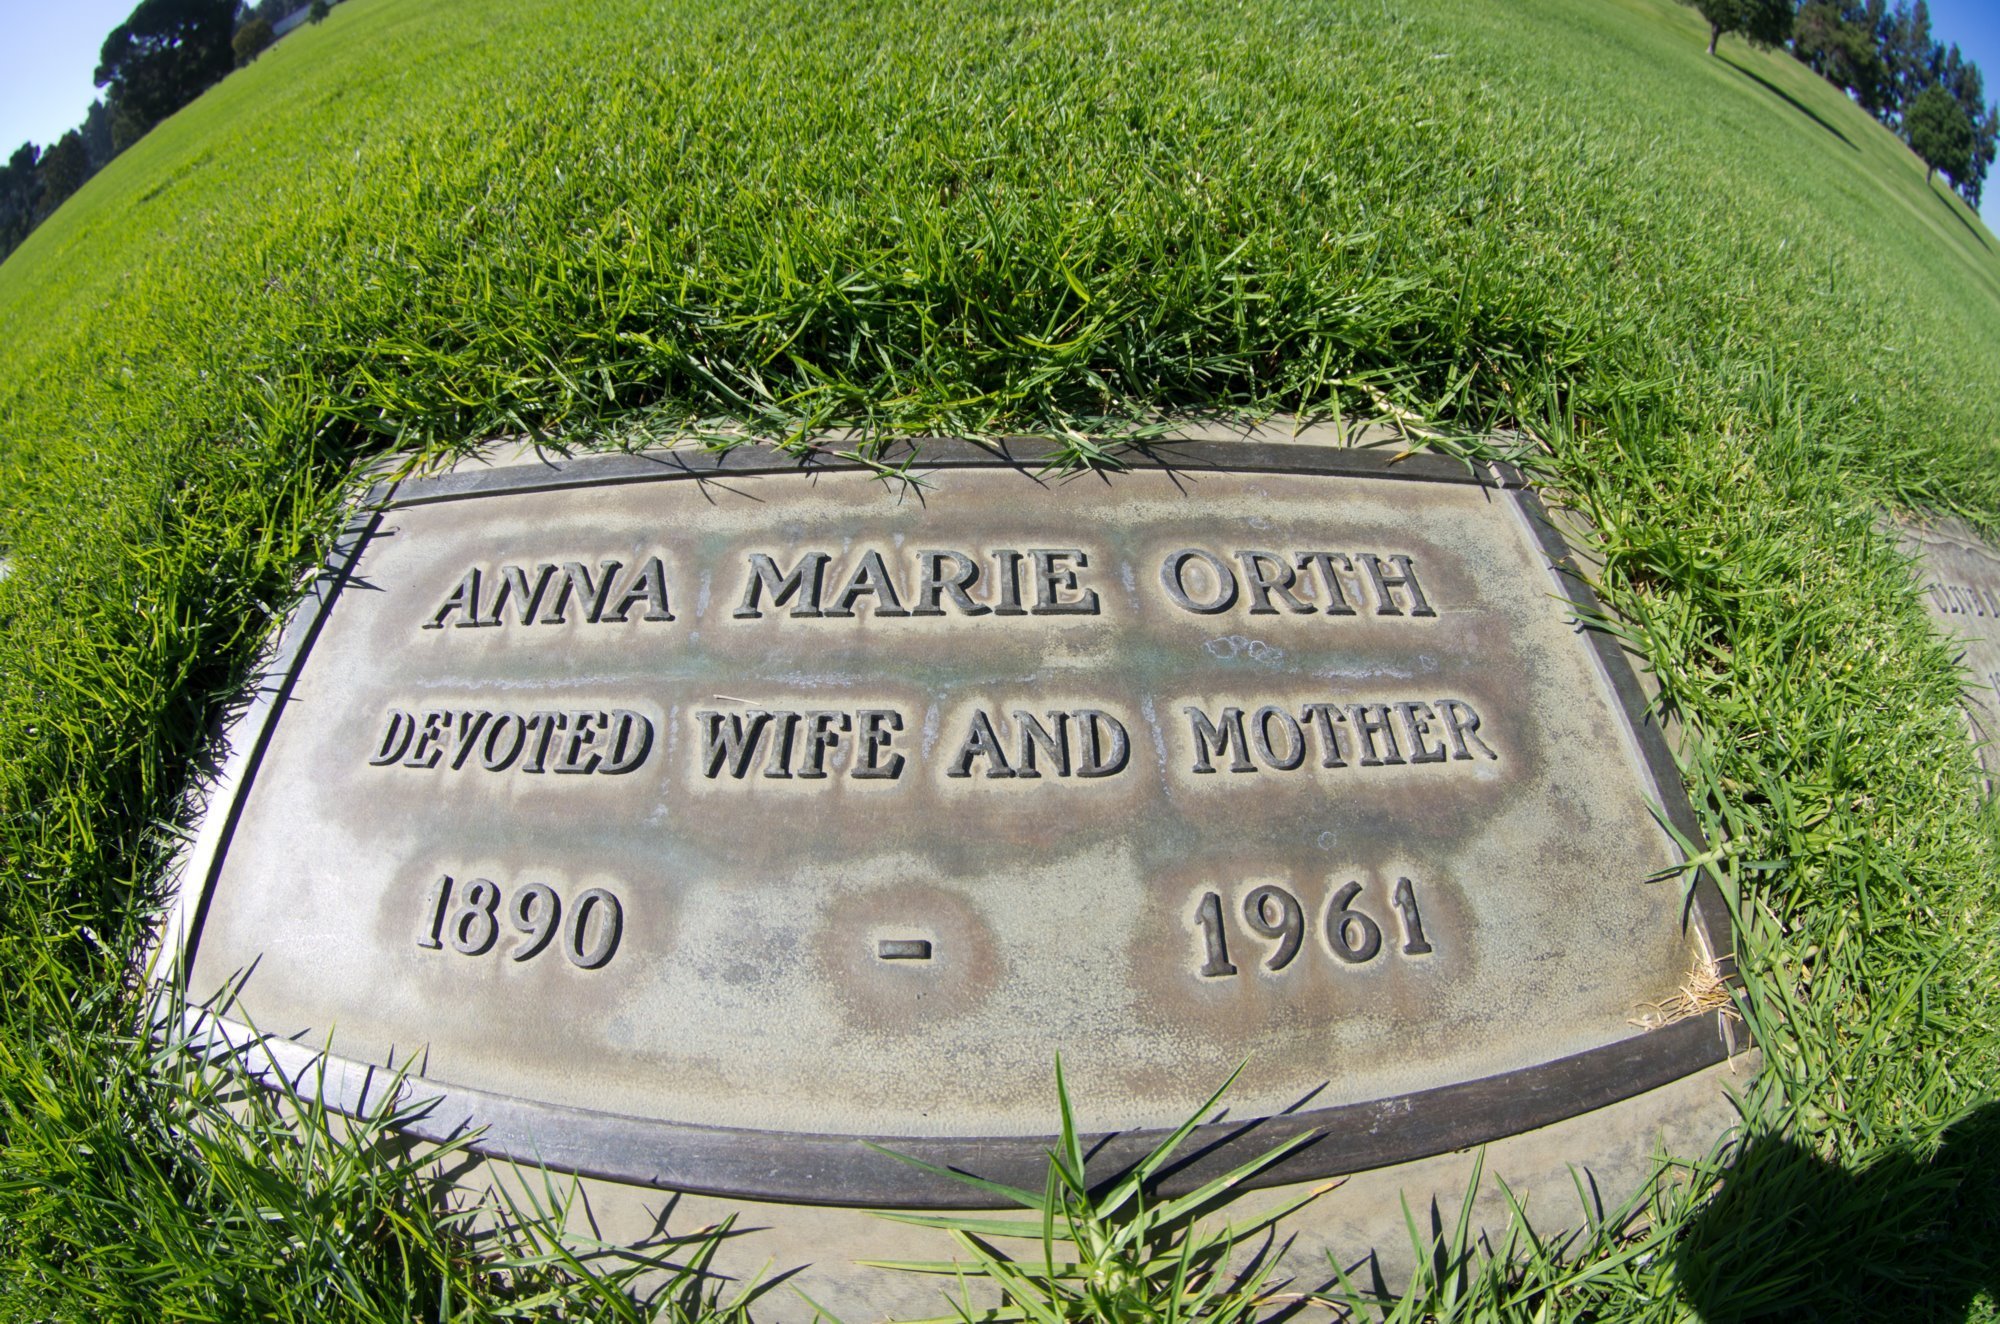 ANNA MARIE ORTH
DEVOTED WIFE AND MOTHER
1890 - 1961